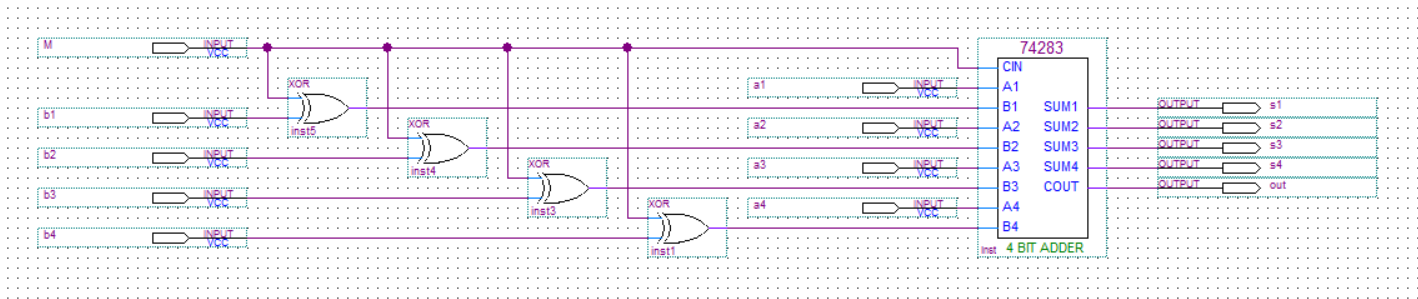 M INPUT VCC
74283
CIN
XOR
a1 INPUT VCC
A1
b1 INPUT VCC
inst5
B1 SUM1 OUTPUT s1
XOR
a2 INPUT VCC
A2 SUM2 OUTPUT s2
b2 INPUT VCC
inst4
B2 SUM3 OUTPUT s3
XOR
a3 INPUT VCC
A3 SUM4 OUTPUT s4
b3 INPUT VCC
inst3
B3 COUT OUTPUT out
XOR
a4 INPUT VCC
A4
b4 INPUT VCC
inst1
B4
inst 4 BIT ADDER